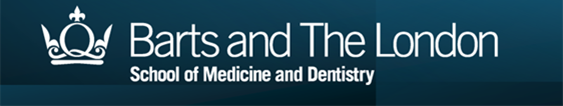 Barts and The London
School of Medicine and Dentistry